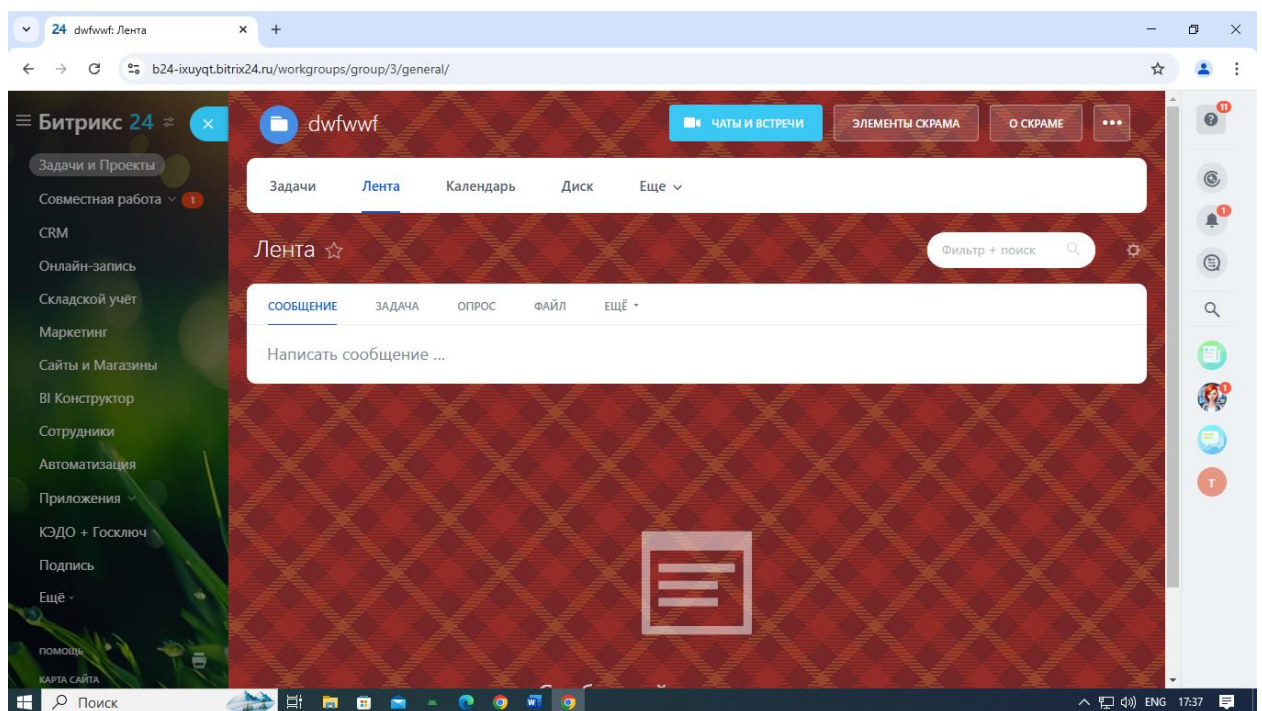 24 dwfwwf: Лента
b24-ixuyqt.bitrix24.ru/workgroups/group/3/general/
Битрикс 24
dwfwwf
ЧАТЫ И ВСТРЕЧИ
ЭЛЕМЕНТЫ СКРАМА
О СКРАМЕ
11
Задачи и Проекты
Совместная работа 1
CRM
Онлайн-запись
Складской учёт
Маркетинг
Сайты и Магазины
BI Конструктор
Сотрудники
Автоматизация
Приложения
КЭДО + Госключ
Подпись
Ещё -
ПОМОЩЬ
КАРТА САЙТА
Задачи Лента Календарь Диск Еще
Лента
Фильтр + поиск
СООБЩЕНИЕ ЗАДАЧА ОПРОС ФАЙЛ ЕЩЁ
Написать сообщение ...
1
1
T
Поиск
ENG 17:37